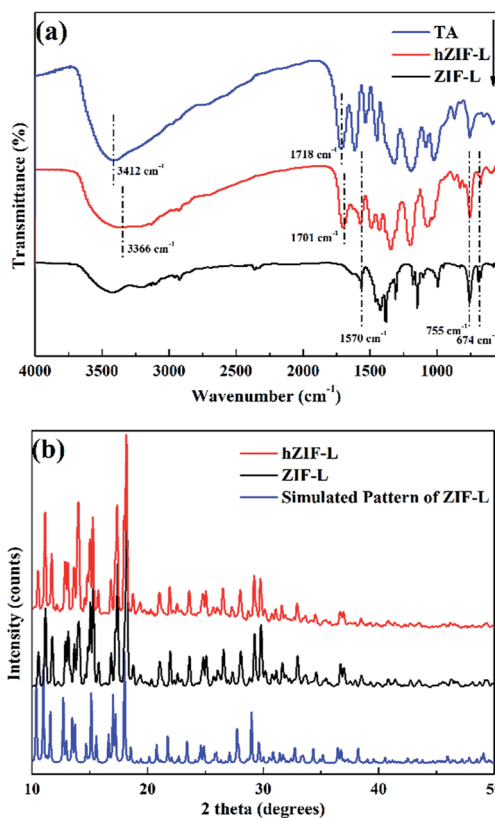 (a)
TA
hZIF-L
ZIF-L
Transmittance (%)
3412 cm⁻¹
3366 cm⁻¹
1718 cm⁻¹
1701 cm⁻¹
1570 cm⁻¹
755 cm⁻¹
674 cm⁻¹
4000 3500 3000 2500 2000 1500 1000
Wavenumber (cm⁻¹)
(b)
hZIF-L
ZIF-L
Simulated Pattern of ZIF-L
Intensity (counts)
10 20 30 40 50
2 theta (degrees)